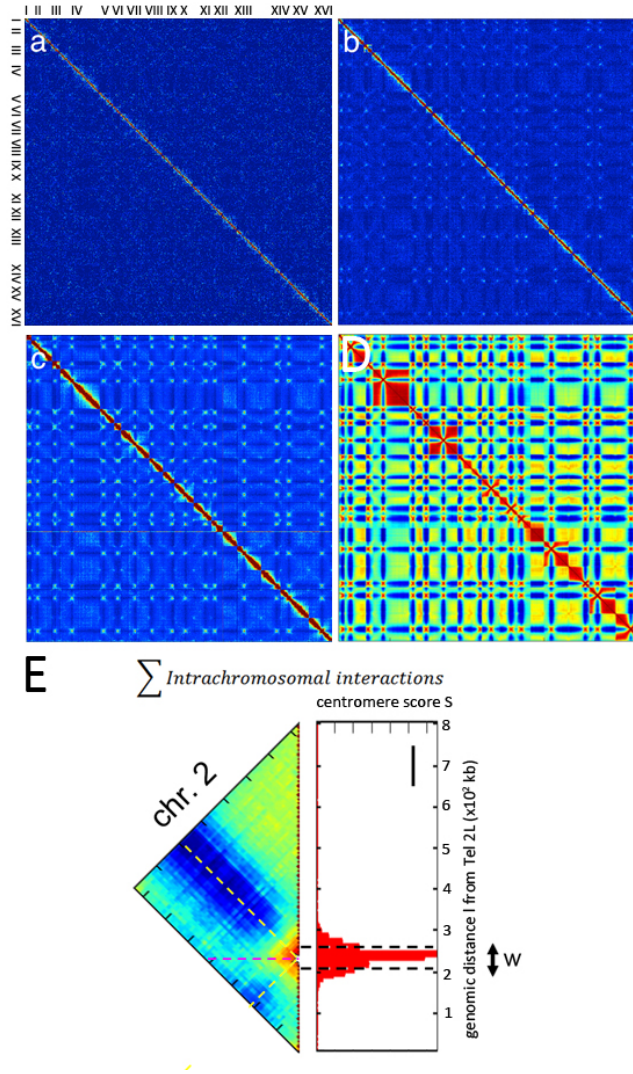 I II III IV V VI VII VIII IX X XI XII XIII XIV XV XVI
I II III IV V VI VII VIII IX X XI XII XIII XIV XV XVI
a
b
c
D
E
∑ Intrachromosomal interactions
centromere score S
chr. 2
8
7
6
5
4
3
2
1
genomic distance l from Tel 2L (x10² kb)
W